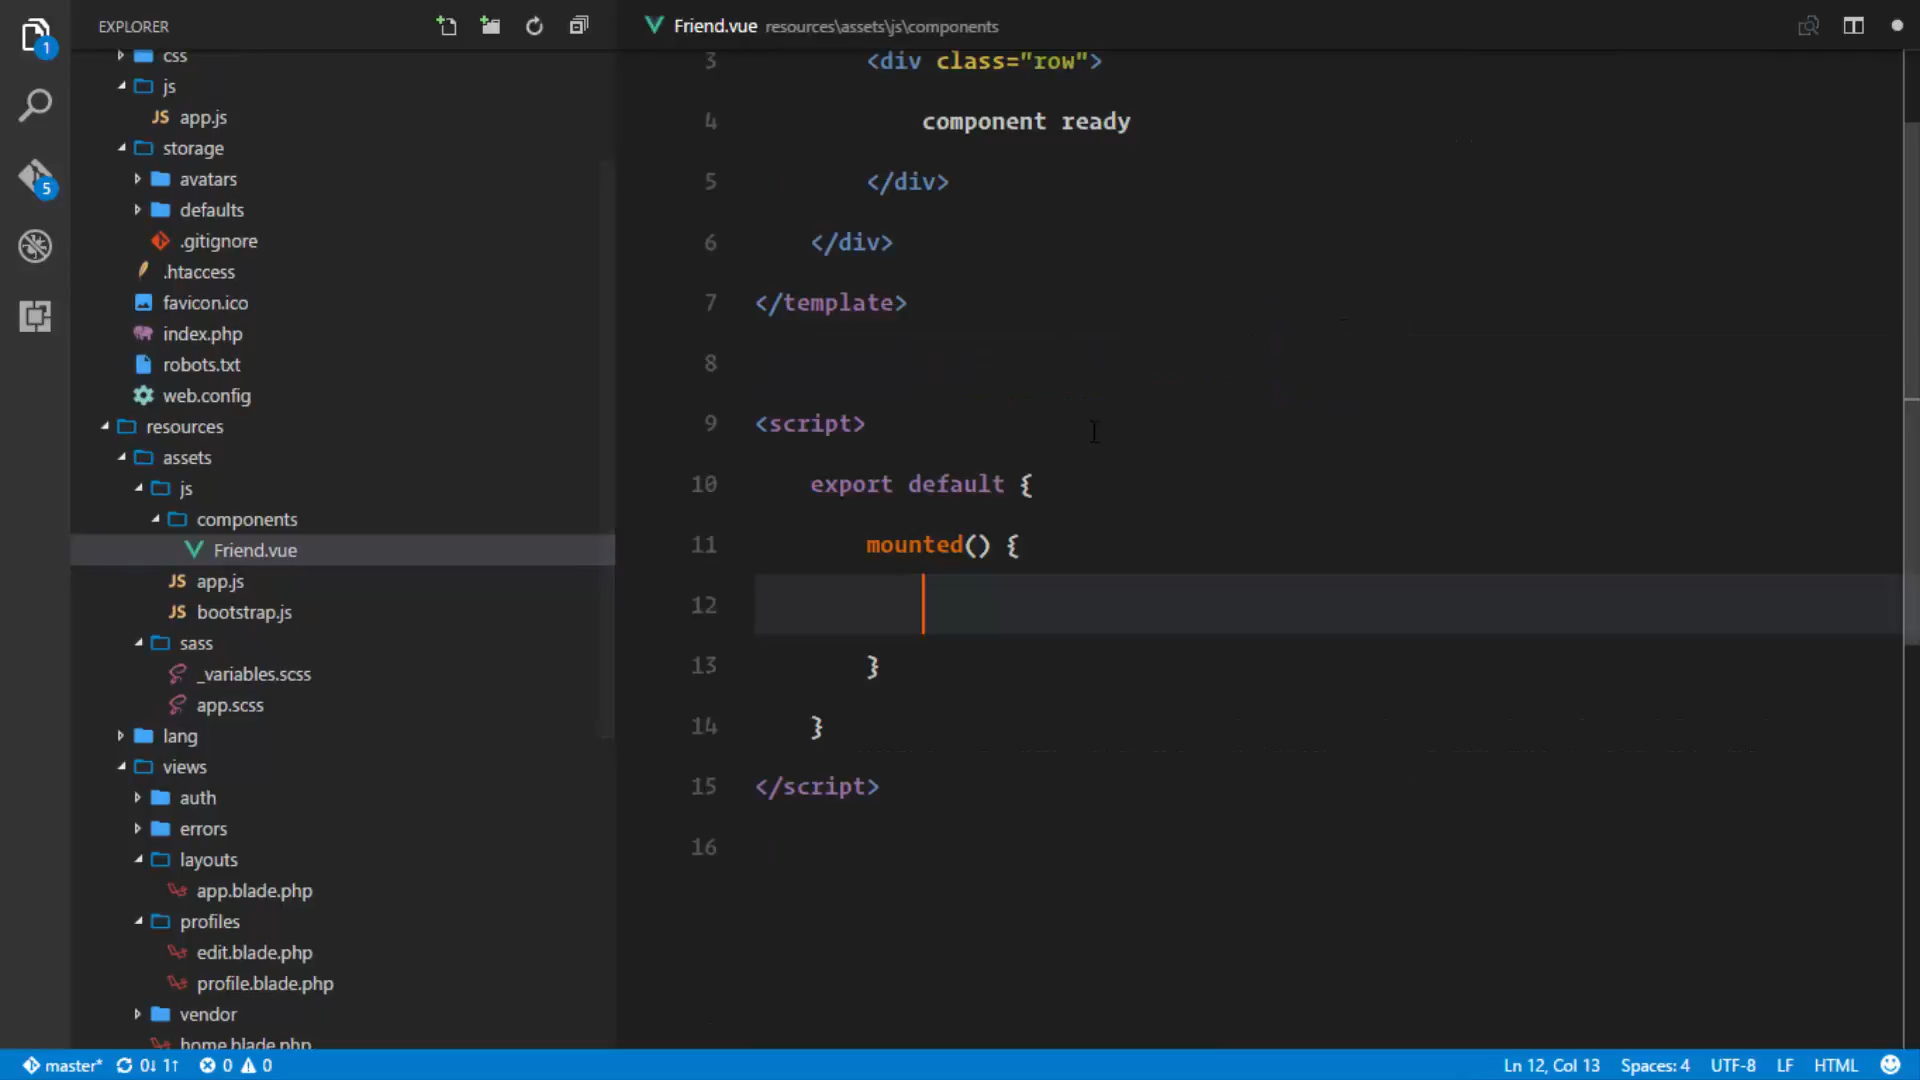 EXPLORER
1
5
css
js
JS app.js
storage
avatars
defaults
.gitignore
.htaccess
favicon.ico
index.php
robots.txt
web.config
resources
assets
js
components
Friend.vue
JS app.js
JS bootstrap.js
sass
_variables.scss
app.scss
lang
views
auth
errors
layouts
app.blade.php
profiles
edit.blade.php
profile.blade.php
vendor
home.blade.php
Friend.vue resources\assets\js\components
3 <div class="row">
4 component ready
5 </div>
6 </div>
7 </template>
8
9 <script>
10 export default {
11 mounted() {
12
13 }
14 }
15 </script>
16
master* 0↓ 1↑ 0 0 Ln 12, Col 13 Spaces: 4 UTF-8 LF HTML